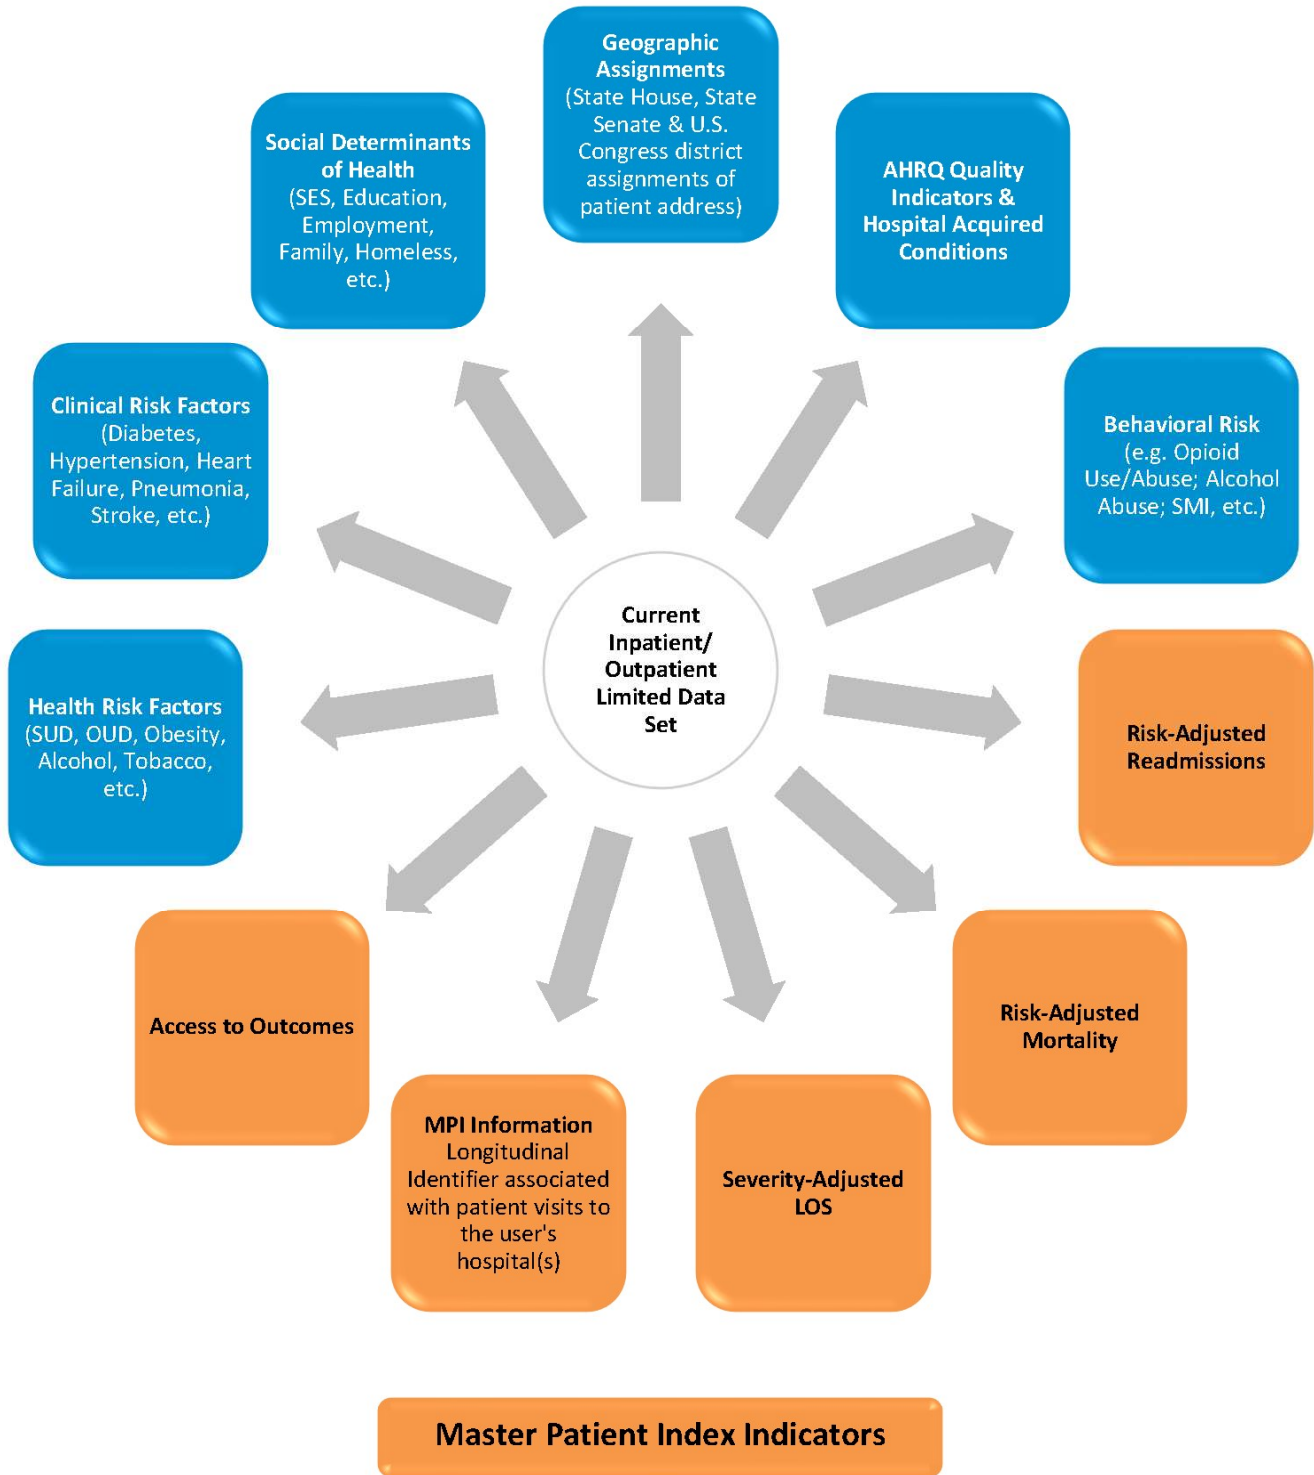 Geographic
Assignments
(State House, State
Senate & U.S.
Congress district
assignments of
patient address)
AHRQ Quality
Indicators &
Hospital Acquired
Conditions
Behavioral Risk
(e.g. Opioid
Use/Abuse; Alcohol
Abuse; SMI, etc.)
Risk-Adjusted
Readmissions
Risk-Adjusted
Mortality
Severity-Adjusted
LOS
MPI Information
Longitudinal
Identifier associated
with patient visits to
the user's
hospital(s)
Access to Outcomes
Health Risk Factors
(SUD, OUD, Obesity,
Alcohol, Tobacco,
etc.)
Clinical Risk Factors
(Diabetes,
Hypertension, Heart
Failure, Pneumonia,
Stroke, etc.)
Social Determinants
of Health
(SES, Education,
Employment,
Family, Homeless,
etc.)
Current
Inpatient/
Outpatient
Limited Data
Set
Master Patient Index Indicators